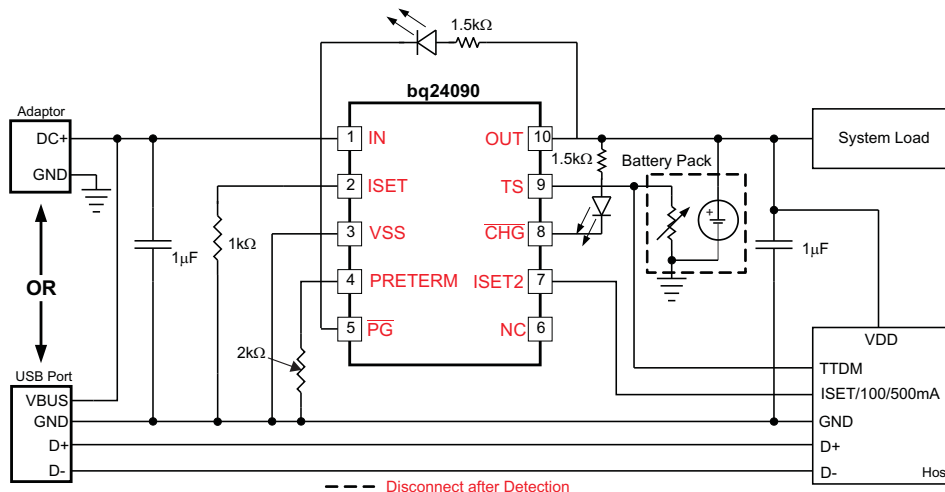 1.5kΩ
bq24090
Adaptor
DC+
GND
OR
USB Port
VBUS
GND
D+
D-
1μF
1kΩ
2kΩ
1 IN
2 ISET
3 VSS
4 PRETERM
5 PG
OUT 10
TS 9
CHG 8
ISET2 7
NC 6
1.5kΩ
Battery Pack
+
1μF
System Load
VDD
TTDM
ISET/100/500mA
GND
D+
D-
Hos
Disconnect after Detection